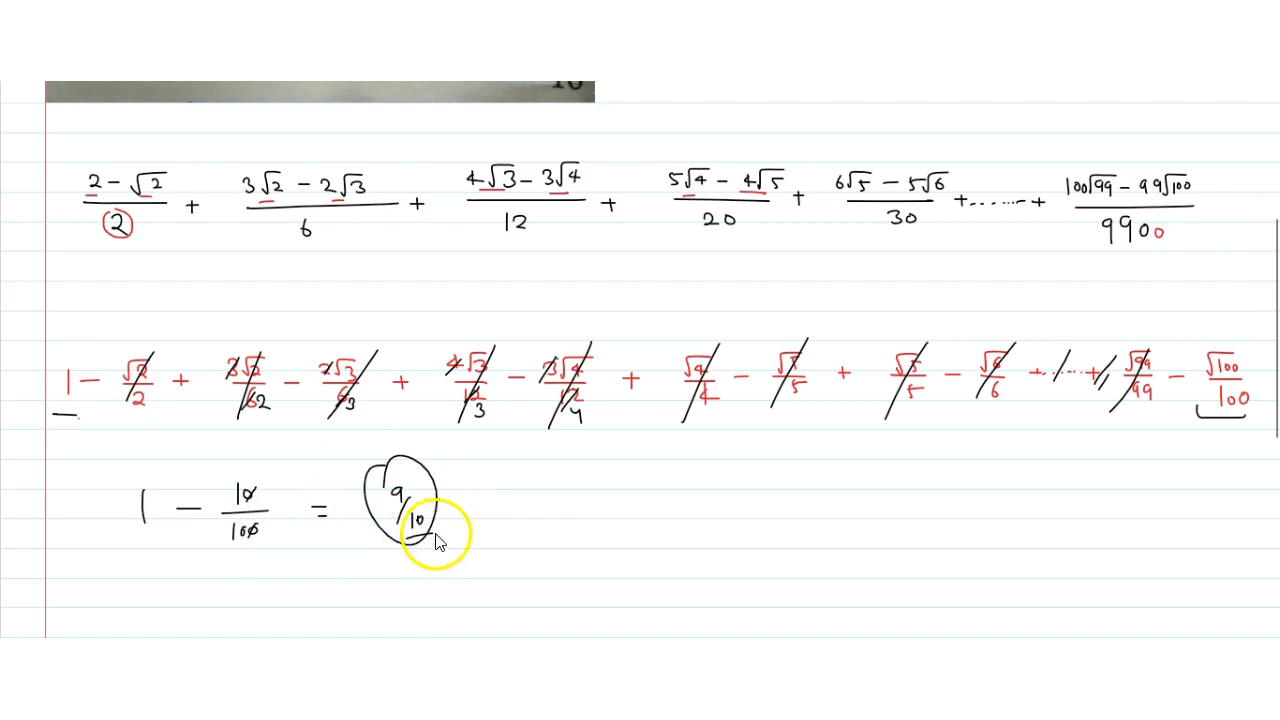 10
2 - √2 / 2 + 3√2 - 2√3 / 6 + 4√3 - 3√4 / 12 + 5√4 - 4√5 / 20 + 6√5 - 5√6 / 30 + ....... + 100√99 - 99√100 / 9900
1 - √2/2 + 3√2/62 - 2√3/63 + 4√3/123 - 3√4/124 + √4/4 - √5/5 + √5/5 - √6/6 + ...... + √99/99 - √100/100
1 - 10/100 = 9/10